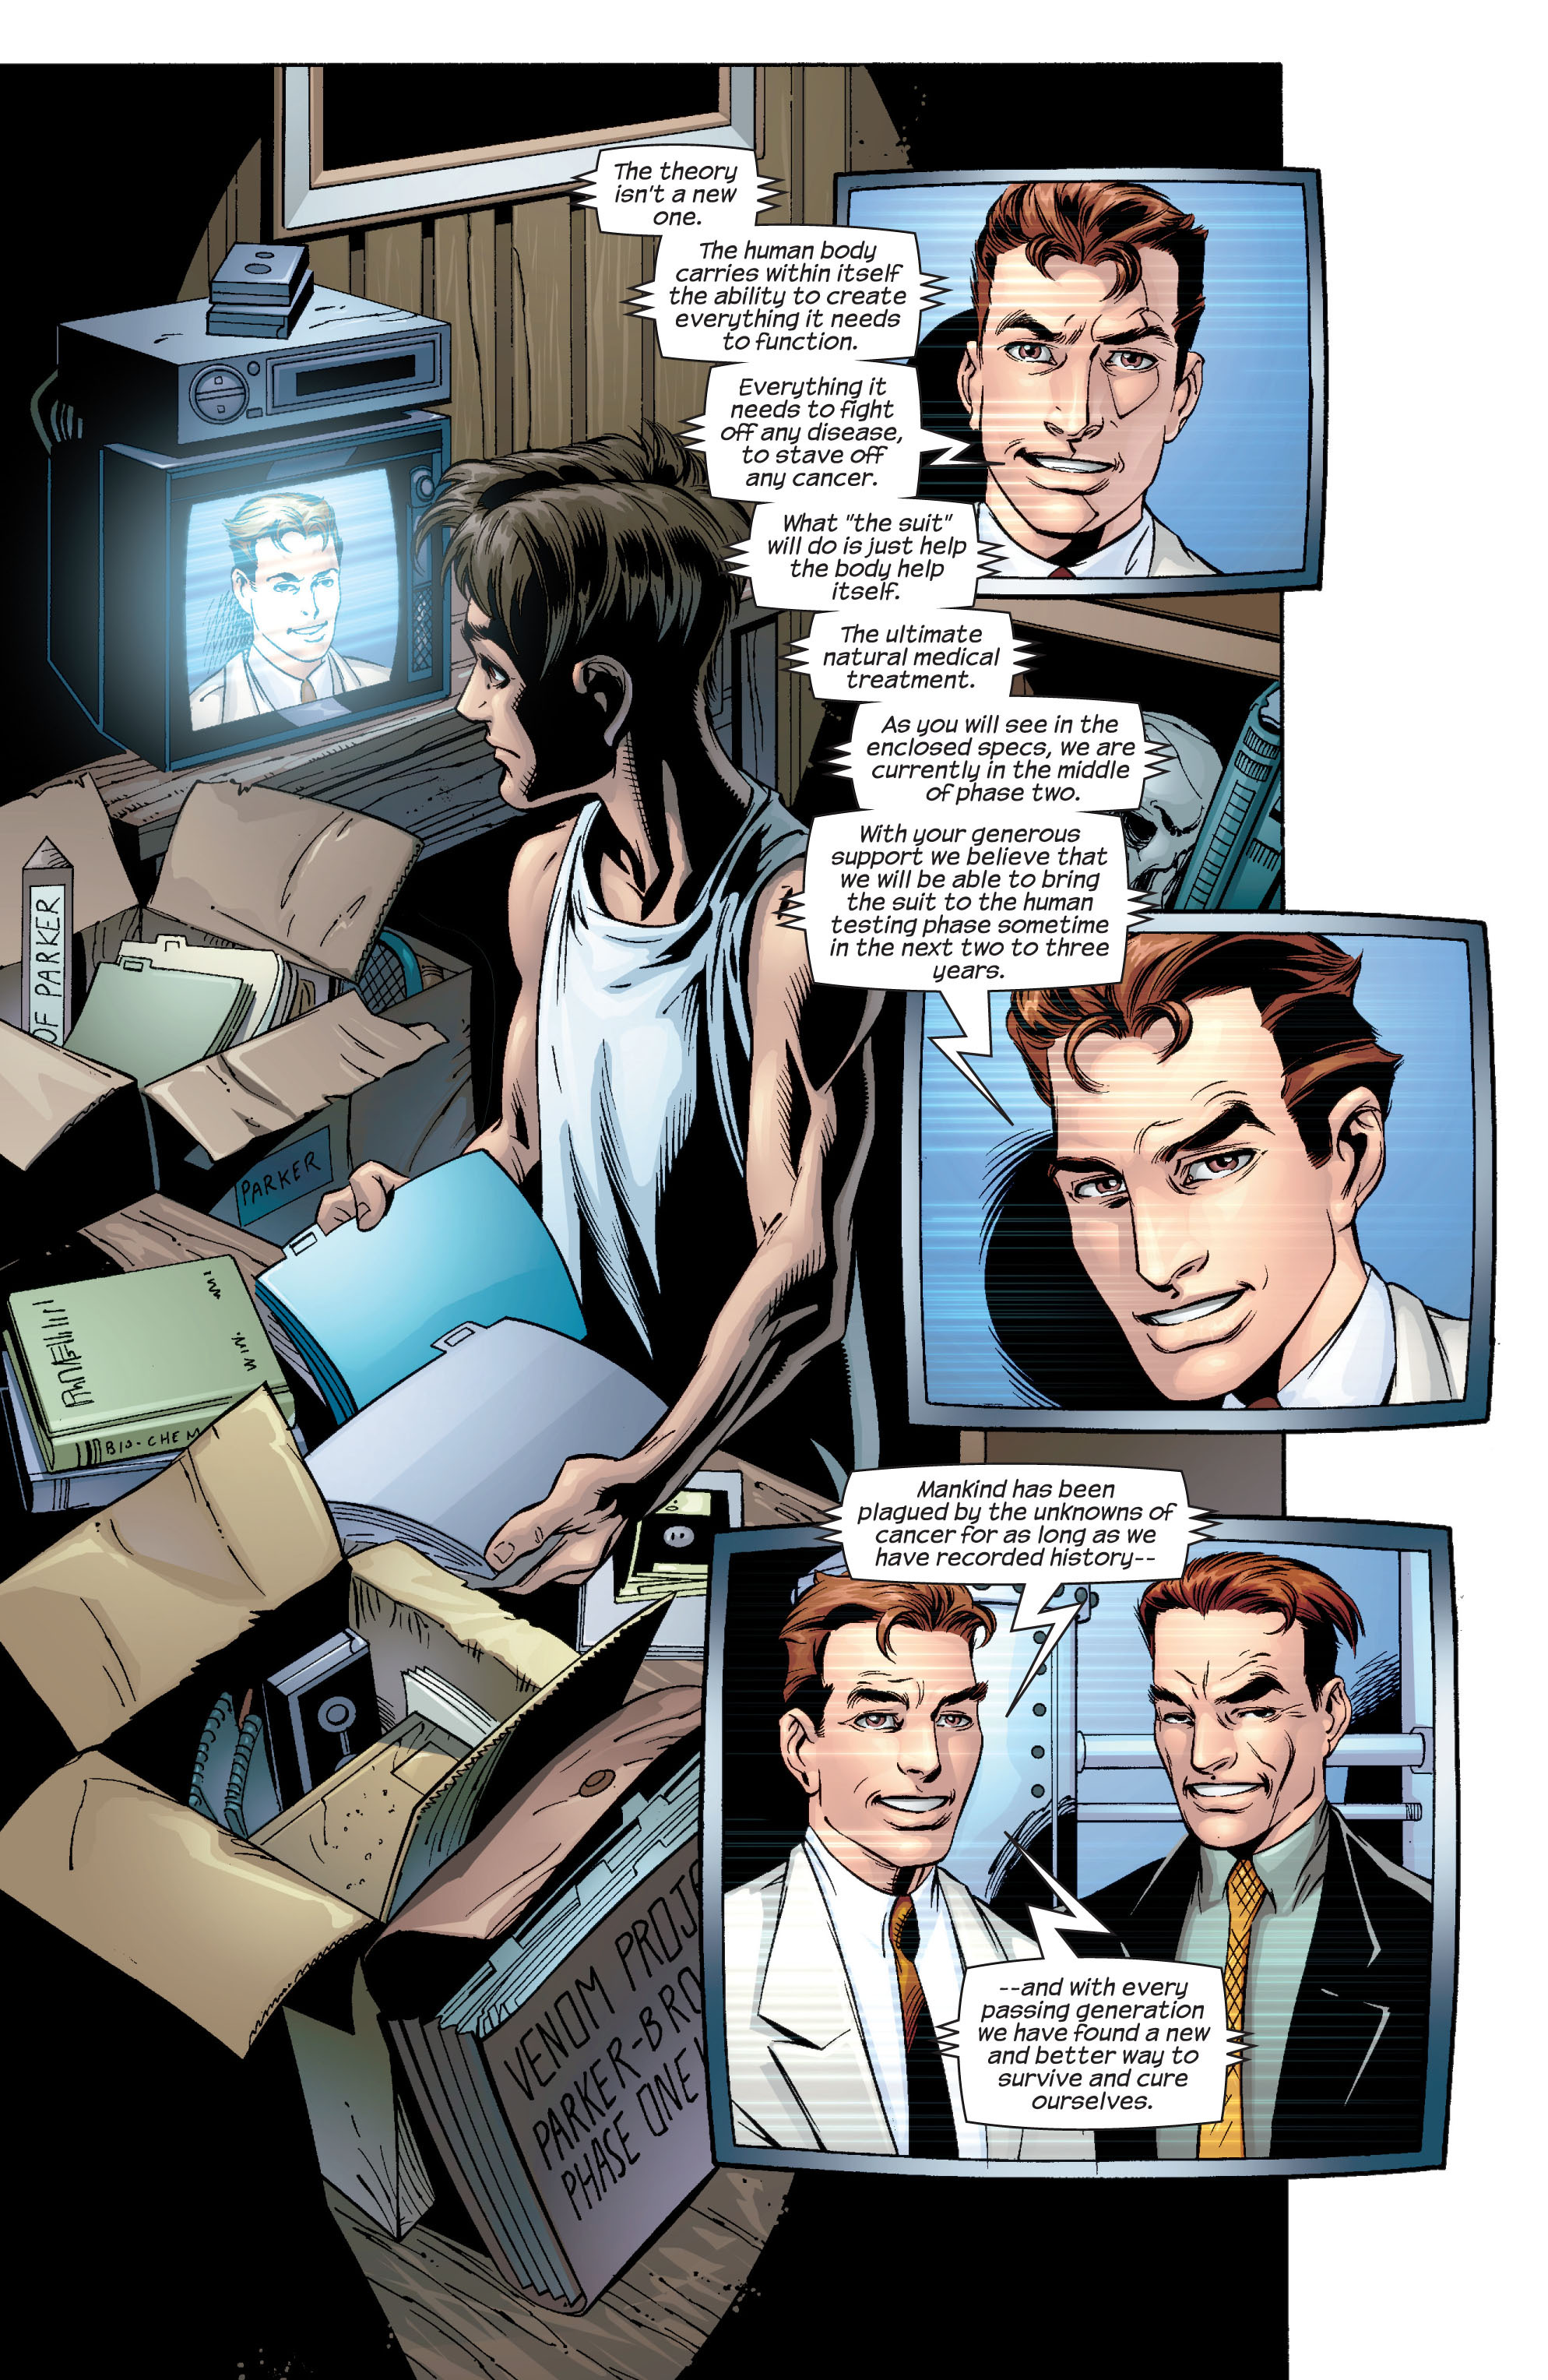 The theory
isn't a new
one.
The human body
carries within itself
the ability to create
everything it needs
to function.
Everything it
needs to fight
off any disease,
to stave off
any cancer.
What "the suit"
will do is just help
the body help
itself.
The ultimate
natural medical
treatment.
As you will see in the
enclosed specs, we are
currently in the middle
of phase two.
With your generous
support we believe that
we will be able to bring
the suit to the human
testing phase sometime
in the next two to three
years.
OF PARKER
PARKER
BIO-CHEM
Mankind has been
plagued by the unknowns of
cancer for as long as we
have recorded history--
--and with every
passing generation
we have found a new
and better way to
survive and cure
ourselves.
VENOM PROJE
PARKER-BRO
PHASE ONE